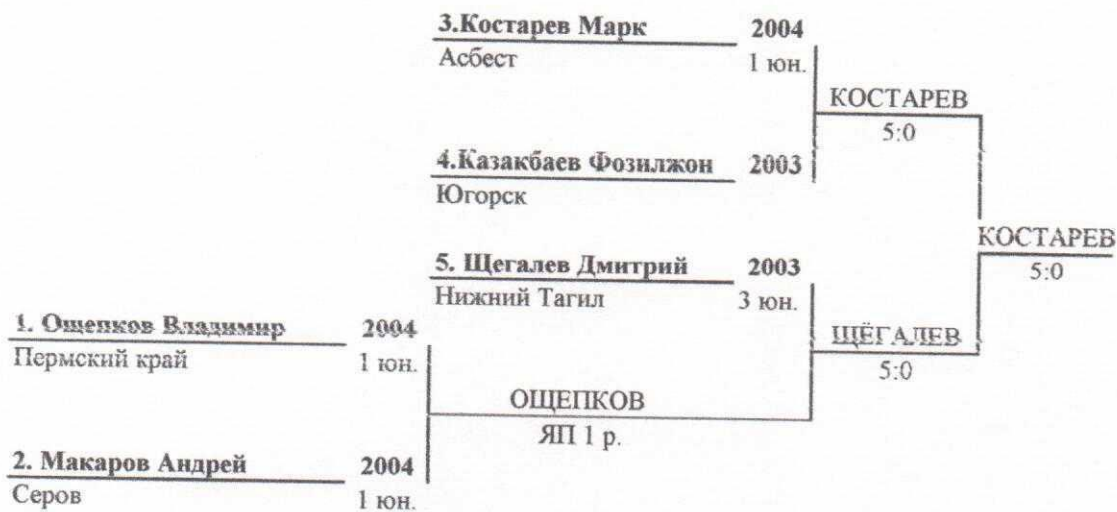 3.Костарев Марк 2004
Асбест 1 юн.
КОСТАРЕВ
5:0
4.Казакбаев Фозилжон 2003
Югорск
КОСТАРЕВ
5:0
5. Щегалев Дмитрий 2003
Нижний Тагил 3 юн.
1. Ощепков Владимир 2004
Пермский край 1 юн.
ЩЁГАЛЕВ
5:0
ОЩЕПКОВ
ЯП 1 р.
2. Макаров Андрей 2004
Серов 1 юн.